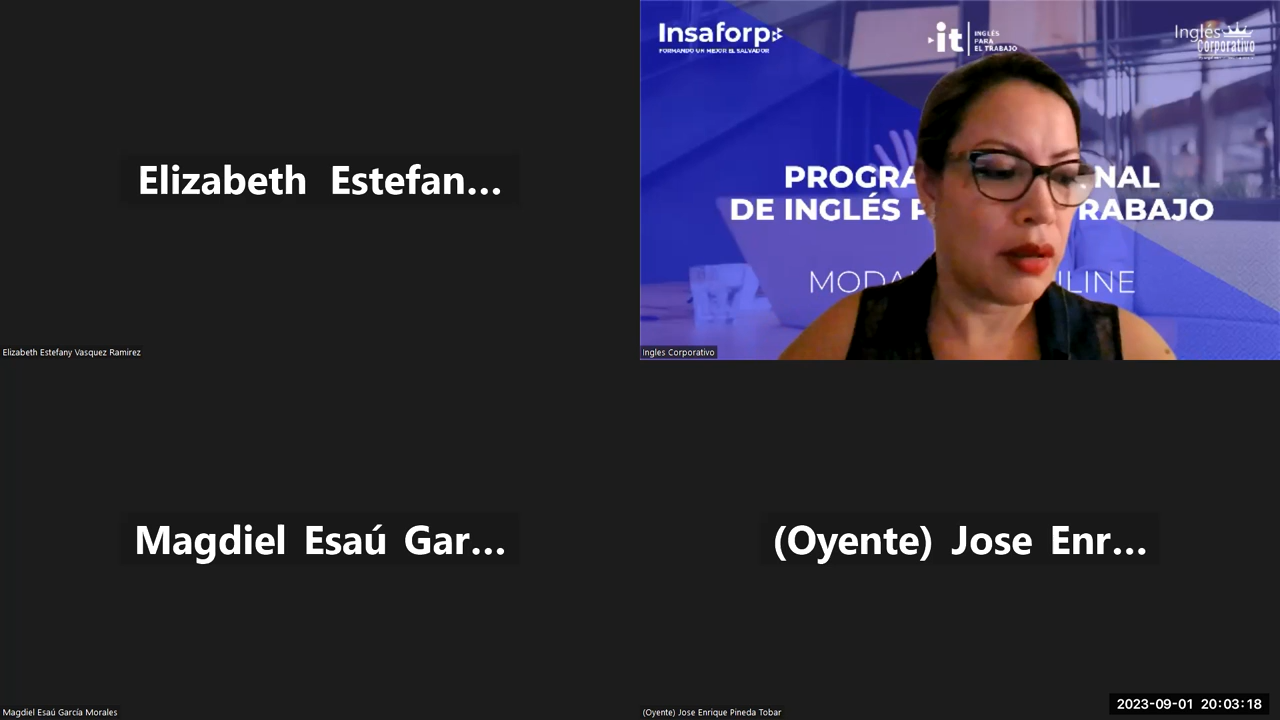 Elizabeth Estefan...
Elizabeth Estefany Vasquez Ramirez
Insaforp
FORMANDO UN MEJOR EL SALVADOR
it
INGLÉS
PARA
EL TRABAJO
Inglés
Corporativo
PROGRA NAL
DE INGLÉS P RABAJO
MODA LINE
Ingles Corporativo
Magdiel Esaú Gar...
Magdiel Esaú García Morales
(Oyente) Jose Enr...
(Oyente) Jose Enrique Pineda Tobar
2023-09-01 20:03:18